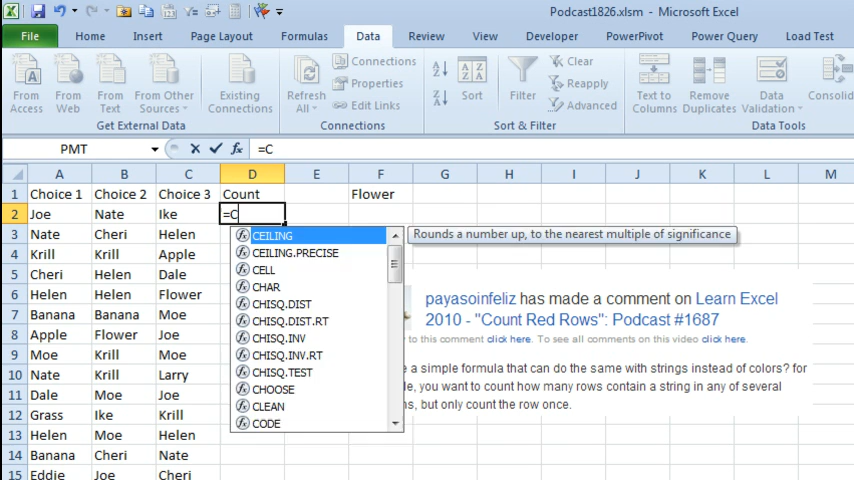 Podcast1826.xlsm - Microsoft Excel
File Home Insert Page Layout Formulas Data Review View Developer PowerPivot Power Query Load Test
From Access
From Web
From Text
From Other Sources
Existing Connections
Get External Data
Refresh All
Connections
Properties
Edit Links
Connections
Sort
Filter
Clear
Reapply
Advanced
Sort & Filter
Text to Columns
Remove Duplicates
Data Validation
Consolid
Data Tools
PMT fx =C
A B C D E F G H I J K L M
1 Choice 1 Choice 2 Choice 3 Count Flower
2 Joe Nate Ike =C
3 Nate Cheri Helen
4 Krill Krill Apple
5 Cheri Helen Dale
6 Helen Helen Flower
7 Banana Banana Moe
8 Apple Flower Joe
9 Moe Krill Moe
10 Nate Krill Larry
11 Dale Moe Joe
12 Grass Ike Krill
13 Helen Moe Helen
14 Banana Cheri Nate
15 Eddie Joe Cheri
CEILING
CEILING.PRECISE
CELL
CHAR
CHISQ.DIST
CHISQ.DIST.RT
CHISQ.INV
CHISQ.INV.RT
CHISQ.TEST
CHOOSE
CLEAN
CODE
Rounds a number up, to the nearest multiple of significance
payasoinfeliz has made a comment on Learn Excel
2010 - "Count Red Rows": Podcast #1687
to this comment click here. To see all comments on this video click here.
e a simple formula that can do the same with strings instead of colors? for
le, you want to count how many rows contain a string in any of several
ns, but only count the row once.